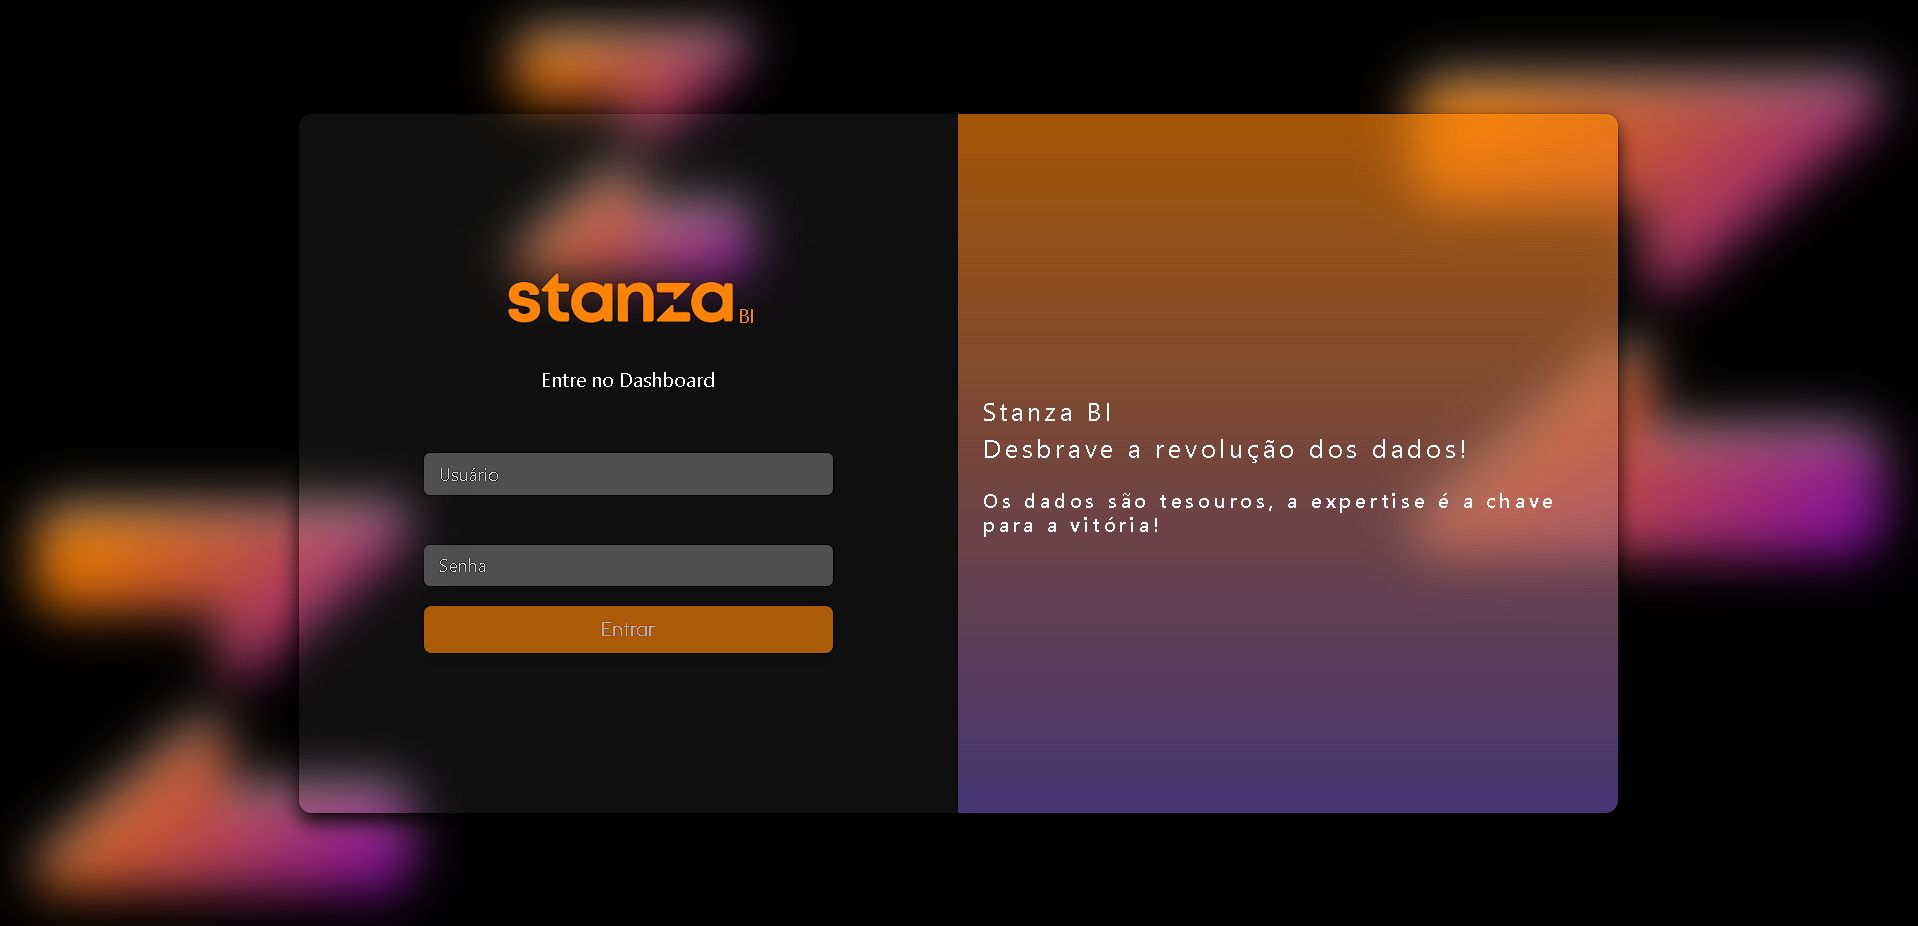 stanza BI
Entre no Dashboard
Usuário
Senha
Entrar
Stanza BI
Desbrave a revolução dos dados!
Os dados são tesouros, a expertise é a chave
para a vitória!